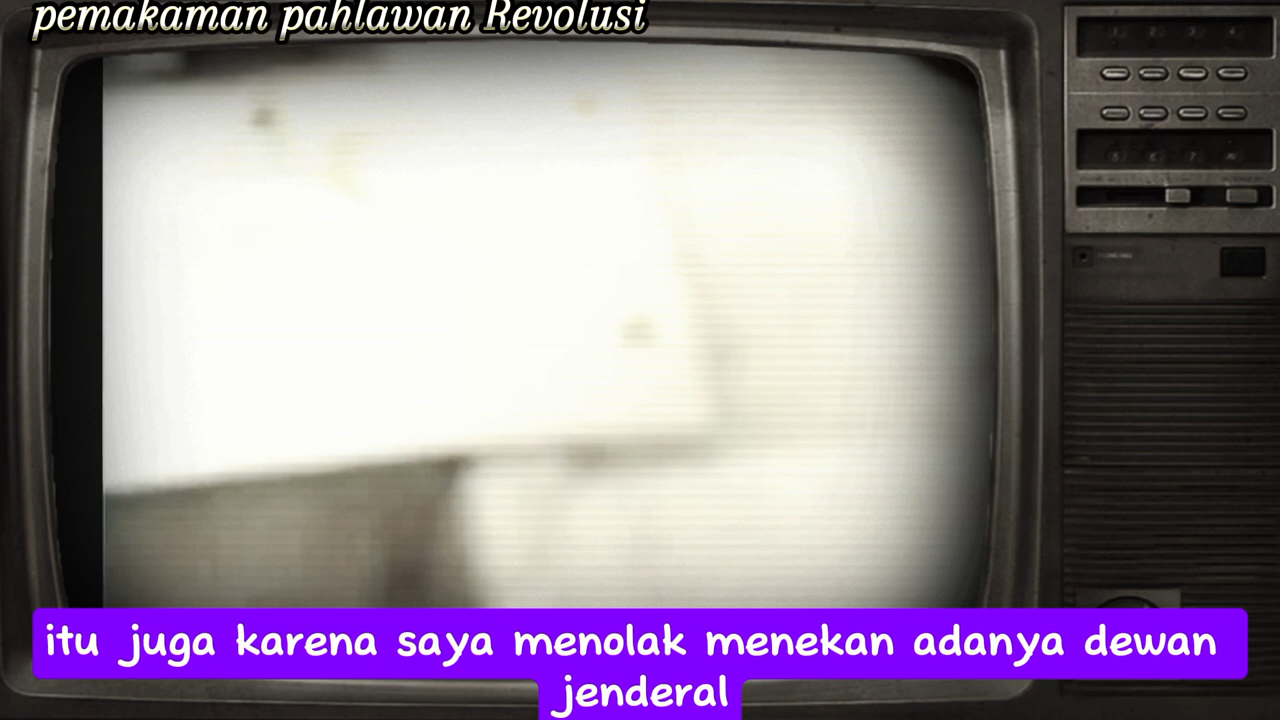 pemakaman pahlawan Revolusi
itu juga karena saya menolak menekan adanya dewan
jenderal